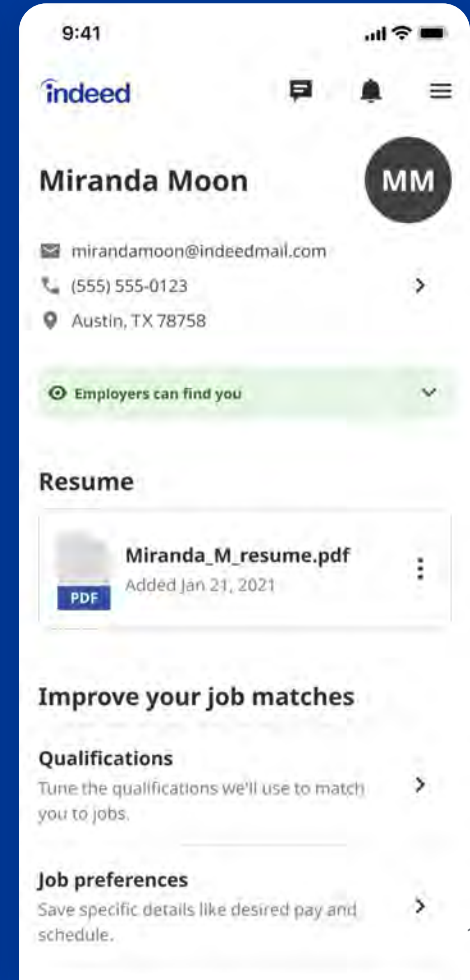 9:41
indeed
Miranda Moon
MM
mirandamoon@indeedmail.com
(555) 555-0123
Austin, TX 78758
Employers can find you
Resume
Miranda_M_resume.pdf
Added Jan 21, 2021
PDF
Improve your job matches
Qualifications
Tune the qualifications we'll use to match
you to jobs.
Job preferences
Save specific details like desired pay and
schedule.